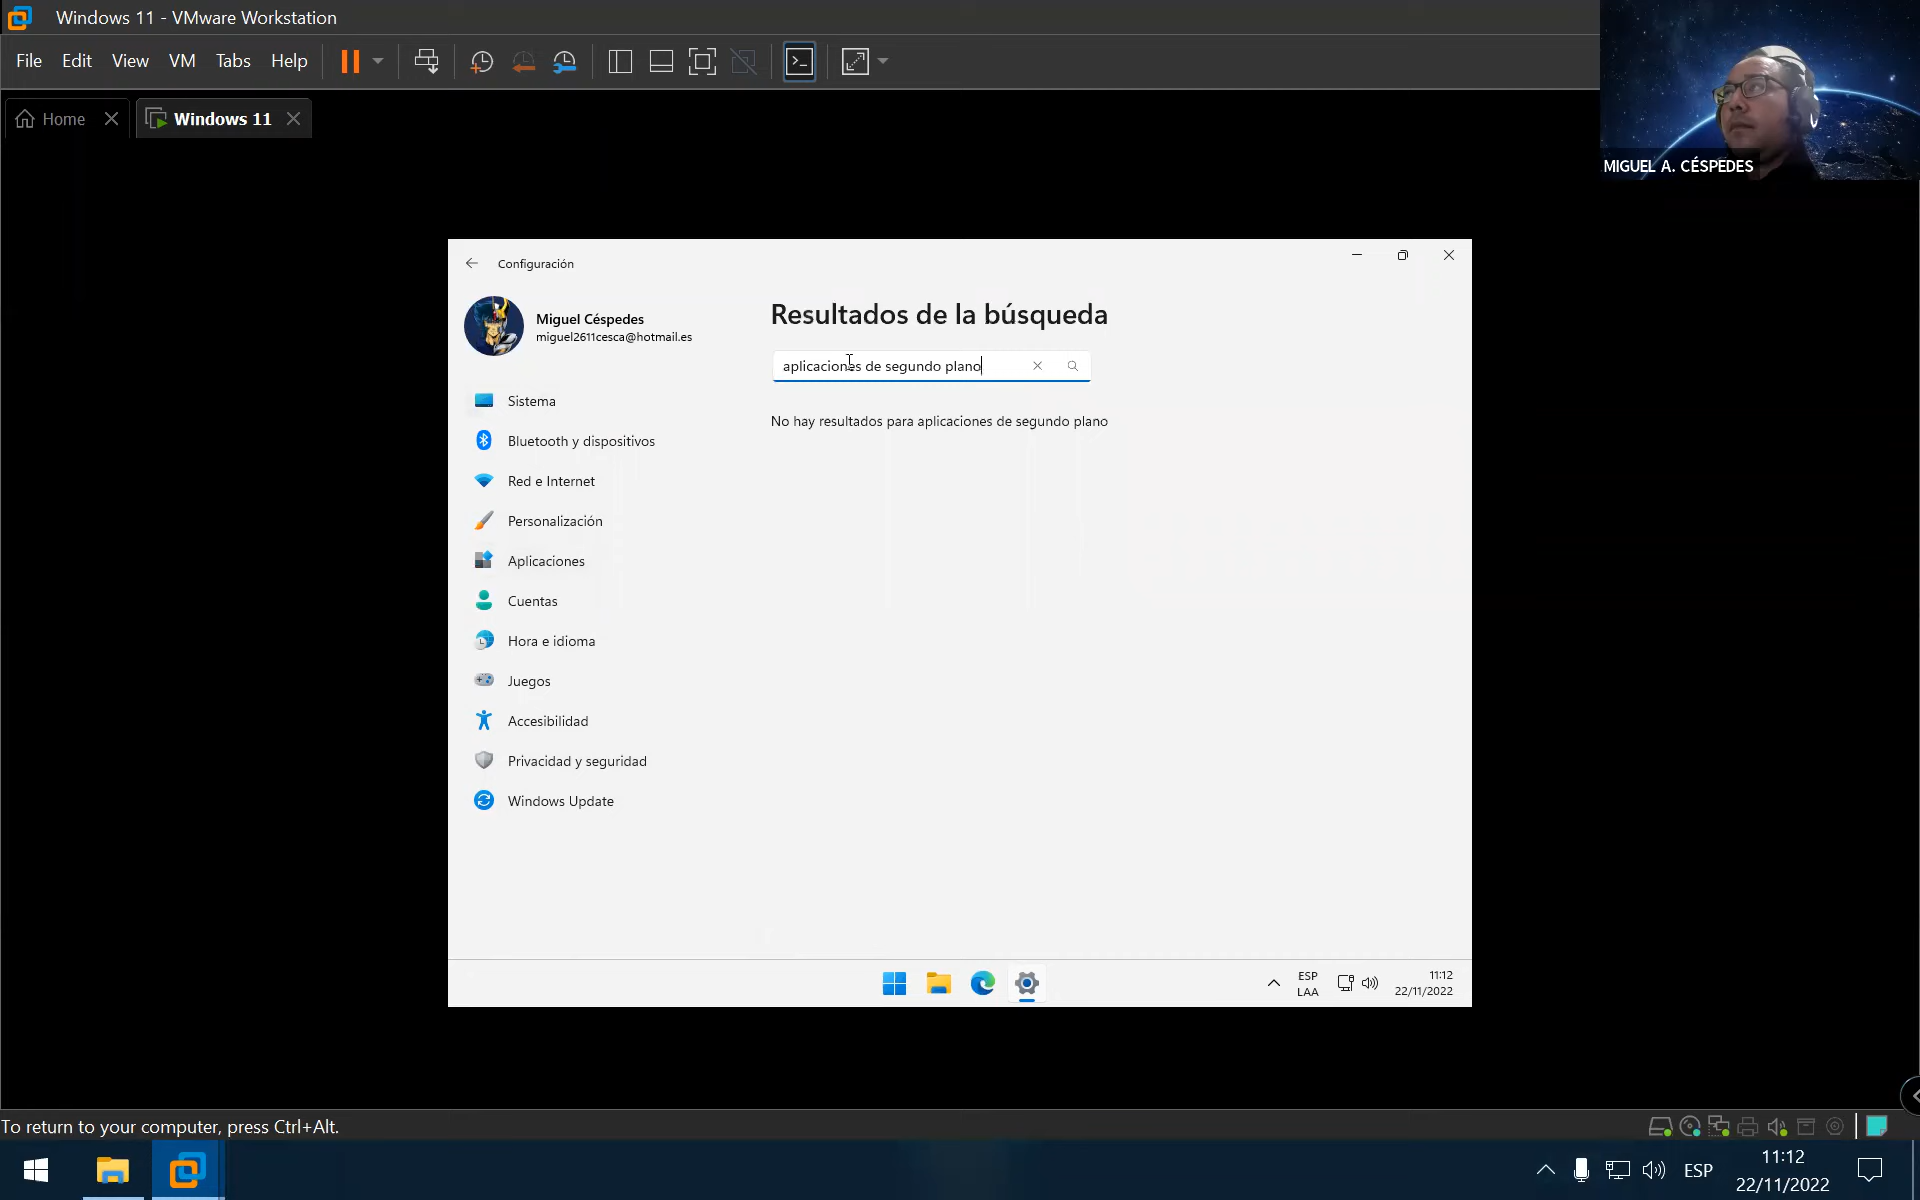 Windows 11 - VMware Workstation
File Edit View VM Tabs Help
Home
Windows 11
MIGUEL A. CÉSPEDES
Configuración
Miguel Céspedes
miguel2611cesca@hotmail.es
Sistema
Bluetooth y dispositivos
Red e Internet
Personalización
Aplicaciones
Cuentas
Hora e idioma
Juegos
Accesibilidad
Privacidad y seguridad
Windows Update
Resultados de la búsqueda
aplicaciones de segundo plano
No hay resultados para aplicaciones de segundo plano
ESP
LAA
11:12
22/11/2022
To return to your computer, press Ctrl+Alt.
ESP
11:12
22/11/2022